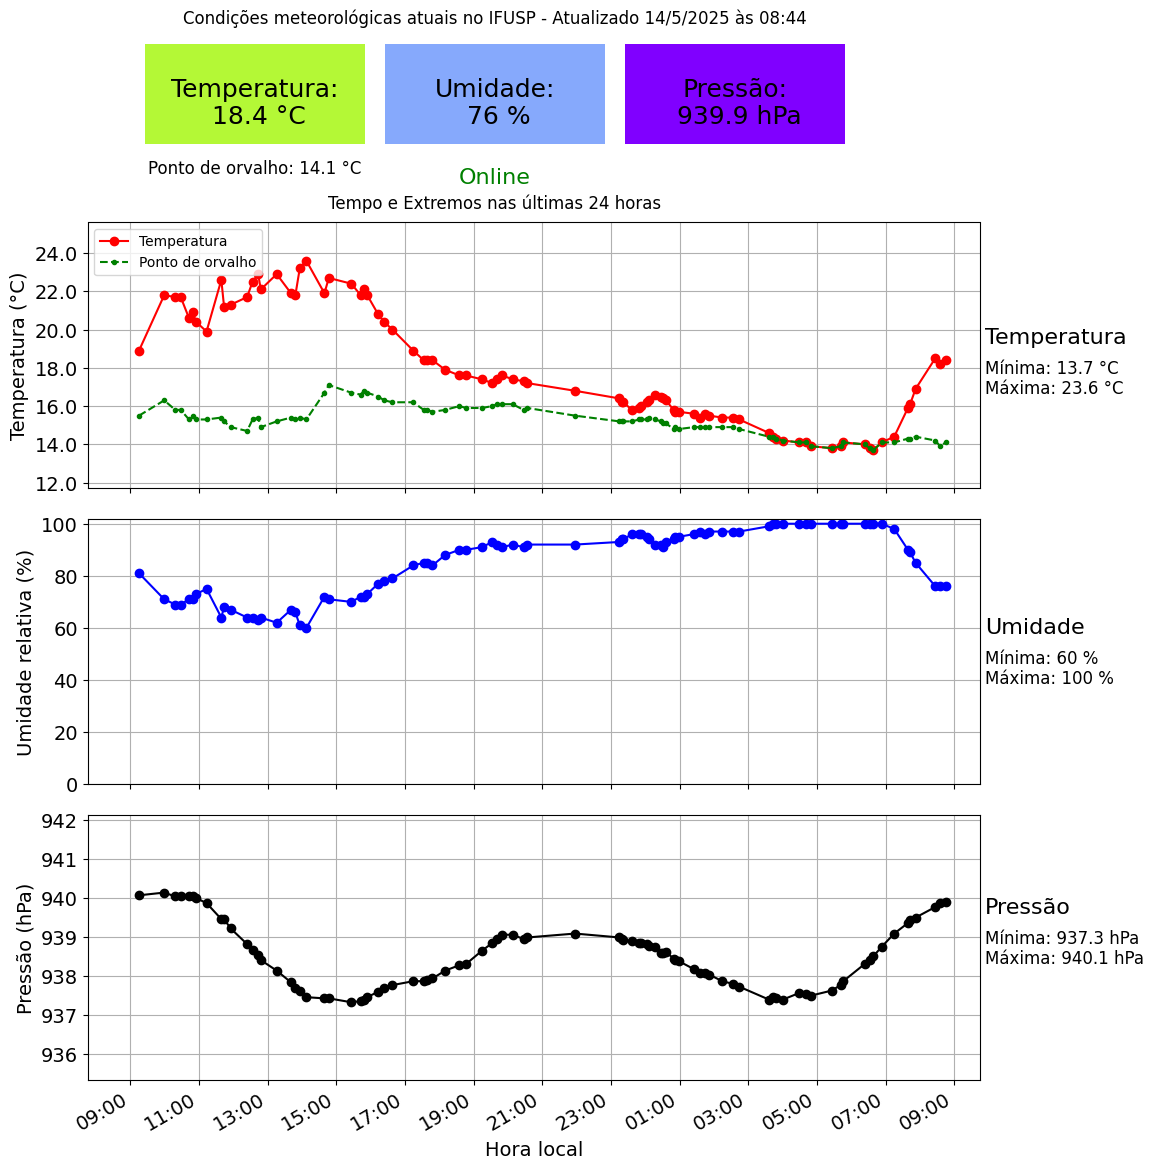 Condições meteorológicas atuais no IFUSP - Atualizado 14/5/2025 às 08:44
Temperatura:
18.4 °C
Umidade:
76 %
Pressão:
939.9 hPa
Ponto de orvalho: 14.1 °C
Online
Tempo e Extremos nas últimas 24 horas
Temperatura
Ponto de orvalho
Temperatura (°C)
24.0
22.0
20.0
18.0
16.0
14.0
12.0
Temperatura
Mínima: 13.7 °C
Máxima: 23.6 °C
Umidade relativa (%)
100
80
60
40
20
0
Umidade
Mínima: 60 %
Máxima: 100 %
Pressão (hPa)
942
941
940
939
938
937
936
Pressão
Mínima: 937.3 hPa
Máxima: 940.1 hPa
09:00
11:00
13:00
15:00
17:00
19:00
21:00
23:00
01:00
03:00
05:00
07:00
09:00
Hora local